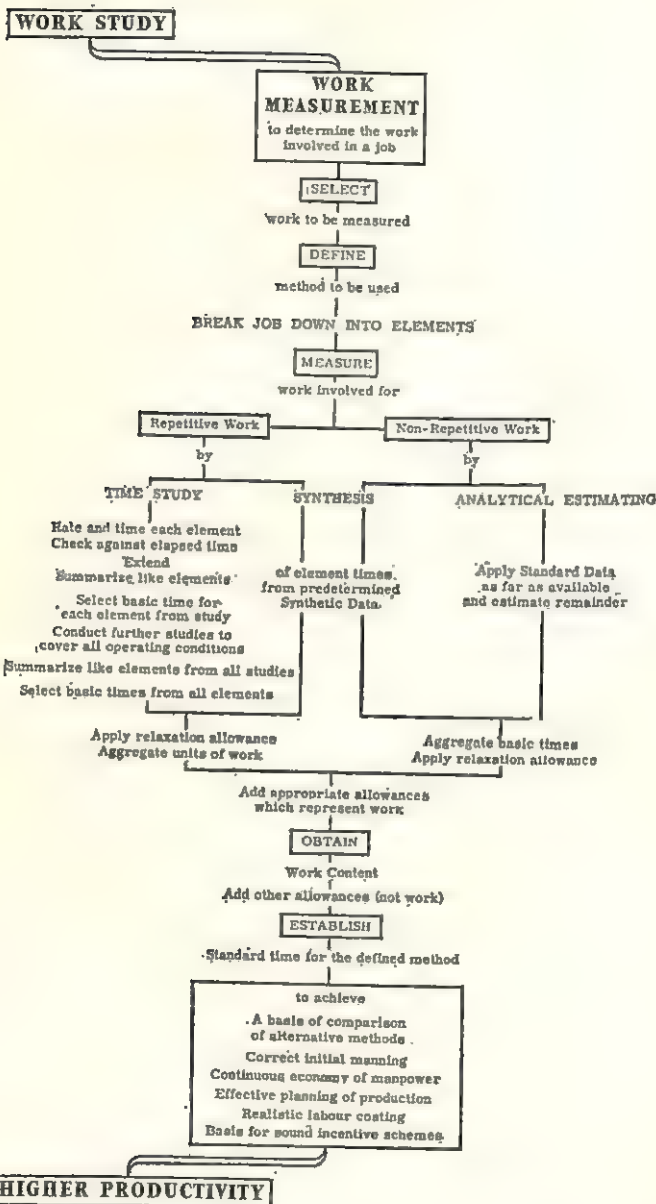 WORK STUDY
WORK
MEASUREMENT
to determine the work
involved in a job
SELECT
work to be measured
DEFINE
method to be used
BREAK JOB DOWN INTO ELEMENTS
MEASURE
work involved for
Repetitive Work
Non-Repetitive Work
by
by
TIME STUDY
SYNTHESIS
ANALYTICAL ESTIMATING
Rate and time each element
Check against elapsed time
Extend
Summarize like elements
Select basic time for
each element from study
Conduct further studies to
cover all operating conditions
Summarize like elements from all studies
Select basic times from all elements
of element times
from predetermined
Synthetic Data
Apply Standard Data
as far as available
and estimate remainder
Apply relaxation allowance
Aggregate units of work
Aggregate basic times
Apply relaxation allowance
Add appropriate allowances
which represent work
OBTAIN
Work Content
Add other allowances (not work)
ESTABLISH
Standard time for the defined method
to achieve
A basis of comparison
of alternative methods
Correct initial manning
Continuous economy of manpower
Effective planning of production
Realistic labour costing
Basis for sound incentive schemes
HIGHER PRODUCTIVITY